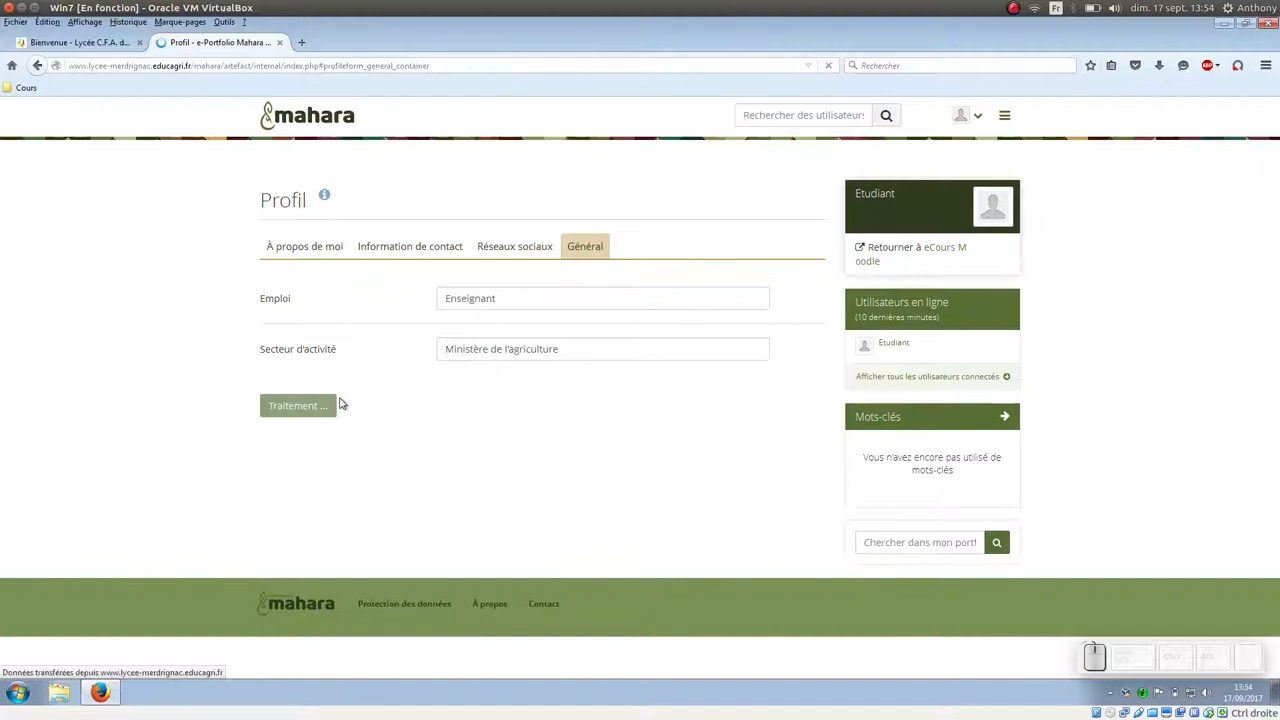 Win7 [En fonction] - Oracle VM VirtualBox
Fr
dim. 17 sept. 13:54
Anthony
Fichier Édition Affichage Historique Marque-pages Outils ?
Bienvenue - Lycée C.F.A. d...
Profil - e-Portfolio Mahara ...
www.lycee-merdrignac.educagri.fr/mahara/artefact/internal/index.php#profileform_general_container
Rechercher
ABP
Cours
mahara
Rechercher des utilisateurs
Profil
À propos de moi
Information de contact
Réseaux sociaux
Général
Emploi
Enseignant
Secteur d'activité
Ministère de l'agriculture
Traitement ...
Etudiant
Retourner à eCours M
oodle
Utilisateurs en ligne
(10 dernières minutes)
Etudiant
Afficher tous les utilisateurs connectés
Mots-clés
Vous n'avez encore pas utilisé de
mots-clés
Chercher dans mon portf
mahara
Protection des données
À propos
Contact
Données transférées depuis www.lycee-merdrignac.educagri.fr
13:54
17/09/2017
Ctrl droite